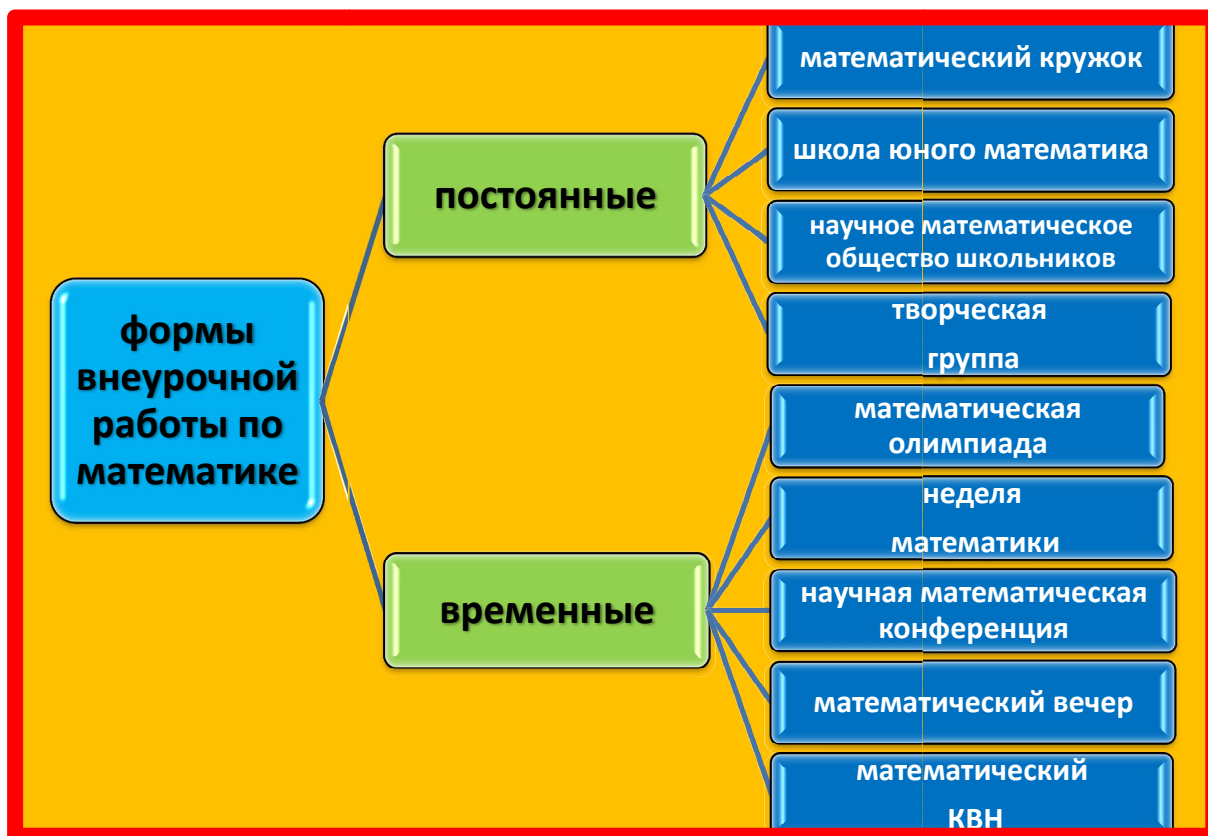 формы
внеурочной
работы по
математике
постоянные
математический кружок
школа юного математика
научное математическое
общество школьников
творческая
группа
временные
математическая
олимпиада
неделя
математики
научная математическая
конференция
математический вечер
математический
КВН